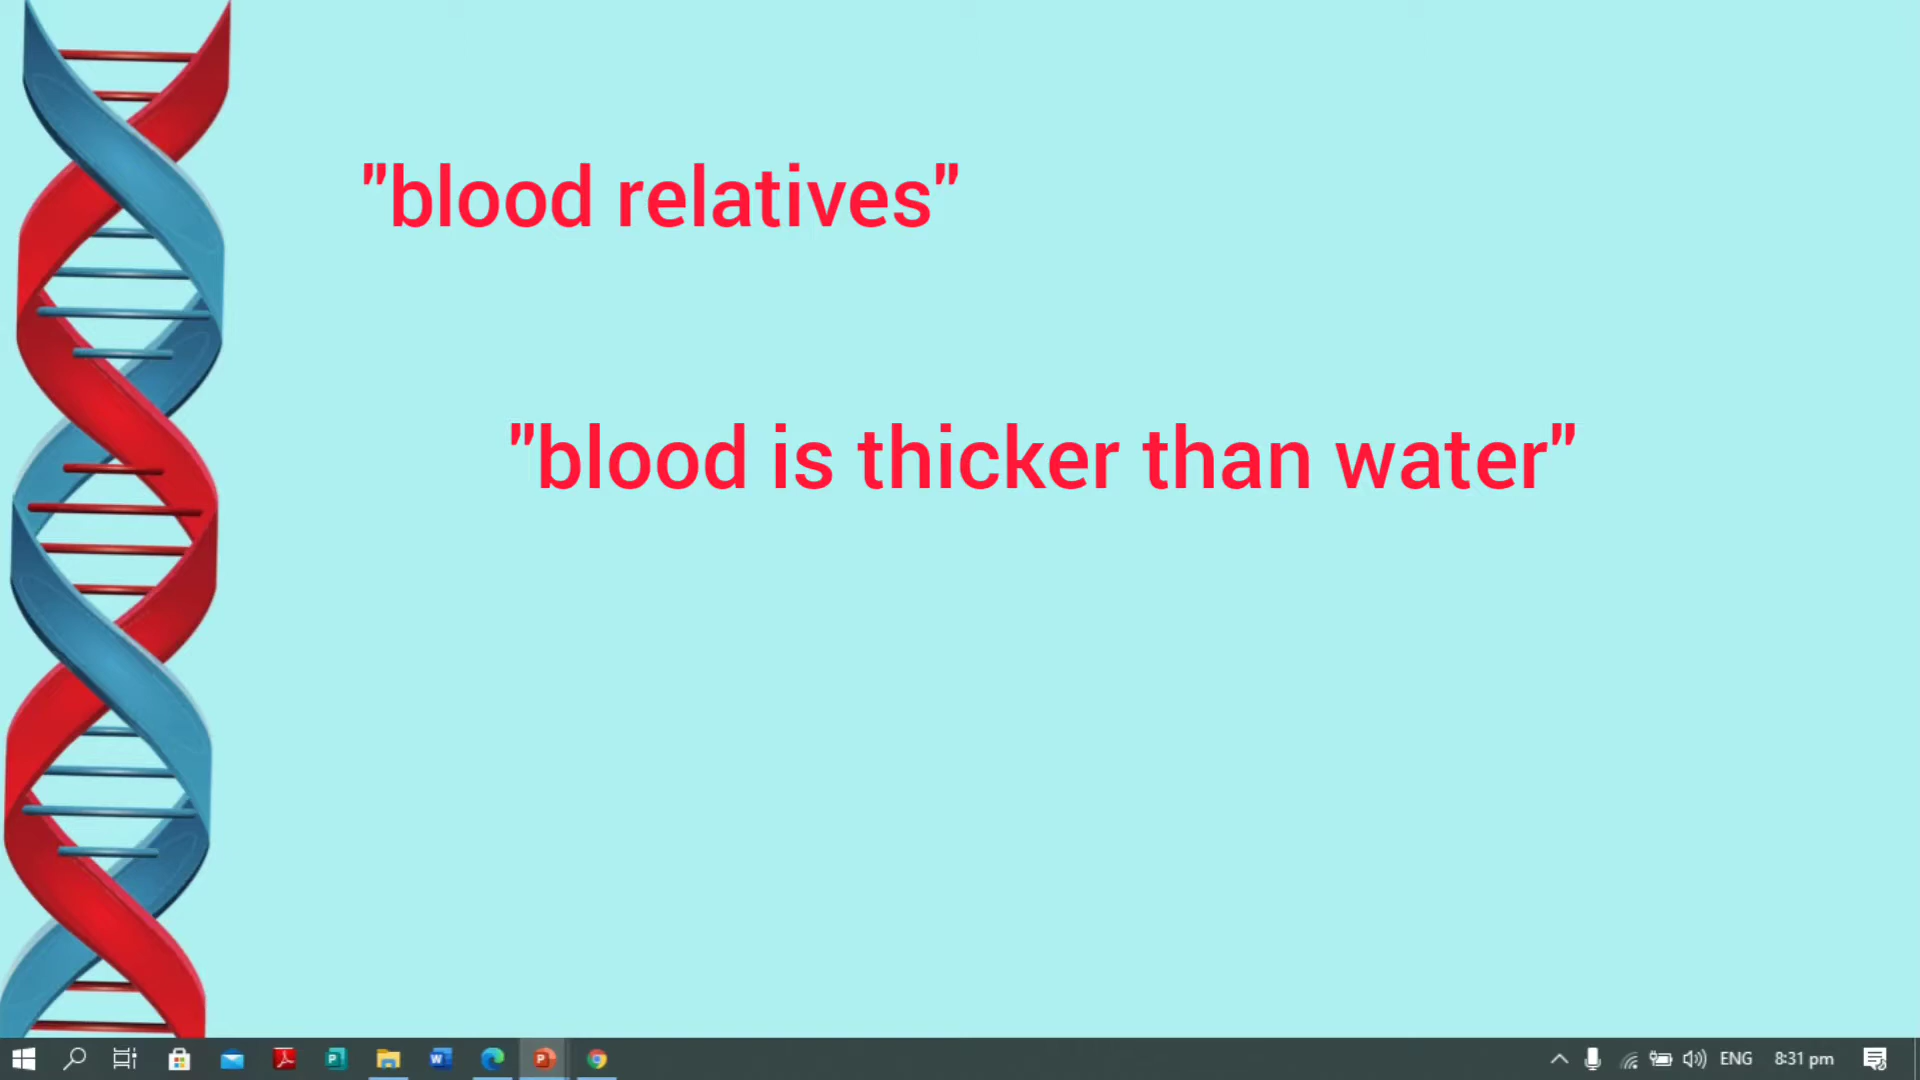 "blood relatives"
"blood is thicker than water"
ENG
8:31 pm